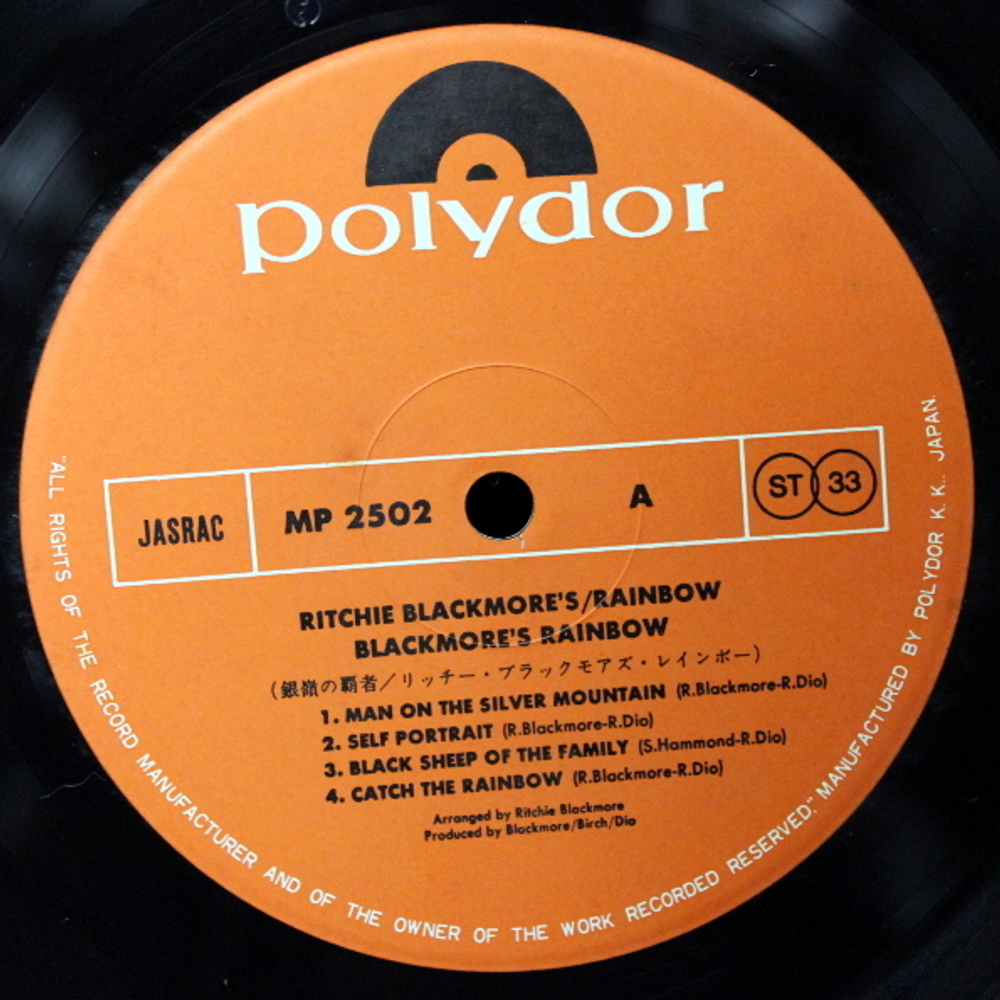 polydor
JASRAC
MP 2502
A
ST 33
RITCHIE BLACKMORE'S/RAINBOW
BLACKMORE'S RAINBOW
(銀嶺の覇者/リッチー・ブラックモアズ・レインボー)
1. MAN ON THE SILVER MOUNTAIN (R.Blackmore-R.Dio)
2. SELF PORTRAIT (R.Blackmore-R.Dio)
3. BLACK SHEEP OF THE FAMILY (S.Hammond-R.Dio)
4. CATCH THE RAINBOW (R.Blackmore-R.Dio)
Arranged by Ritchie Blackmore
Produced by Blackmore/Birch/Dio
"ALL RIGHTS OF THE RECORD MANUFACTURER AND OF THE OWNER OF THE WORK RECORDED RESERVED," MANUFACTURED BY POLYDOR K. K., JAPAN.